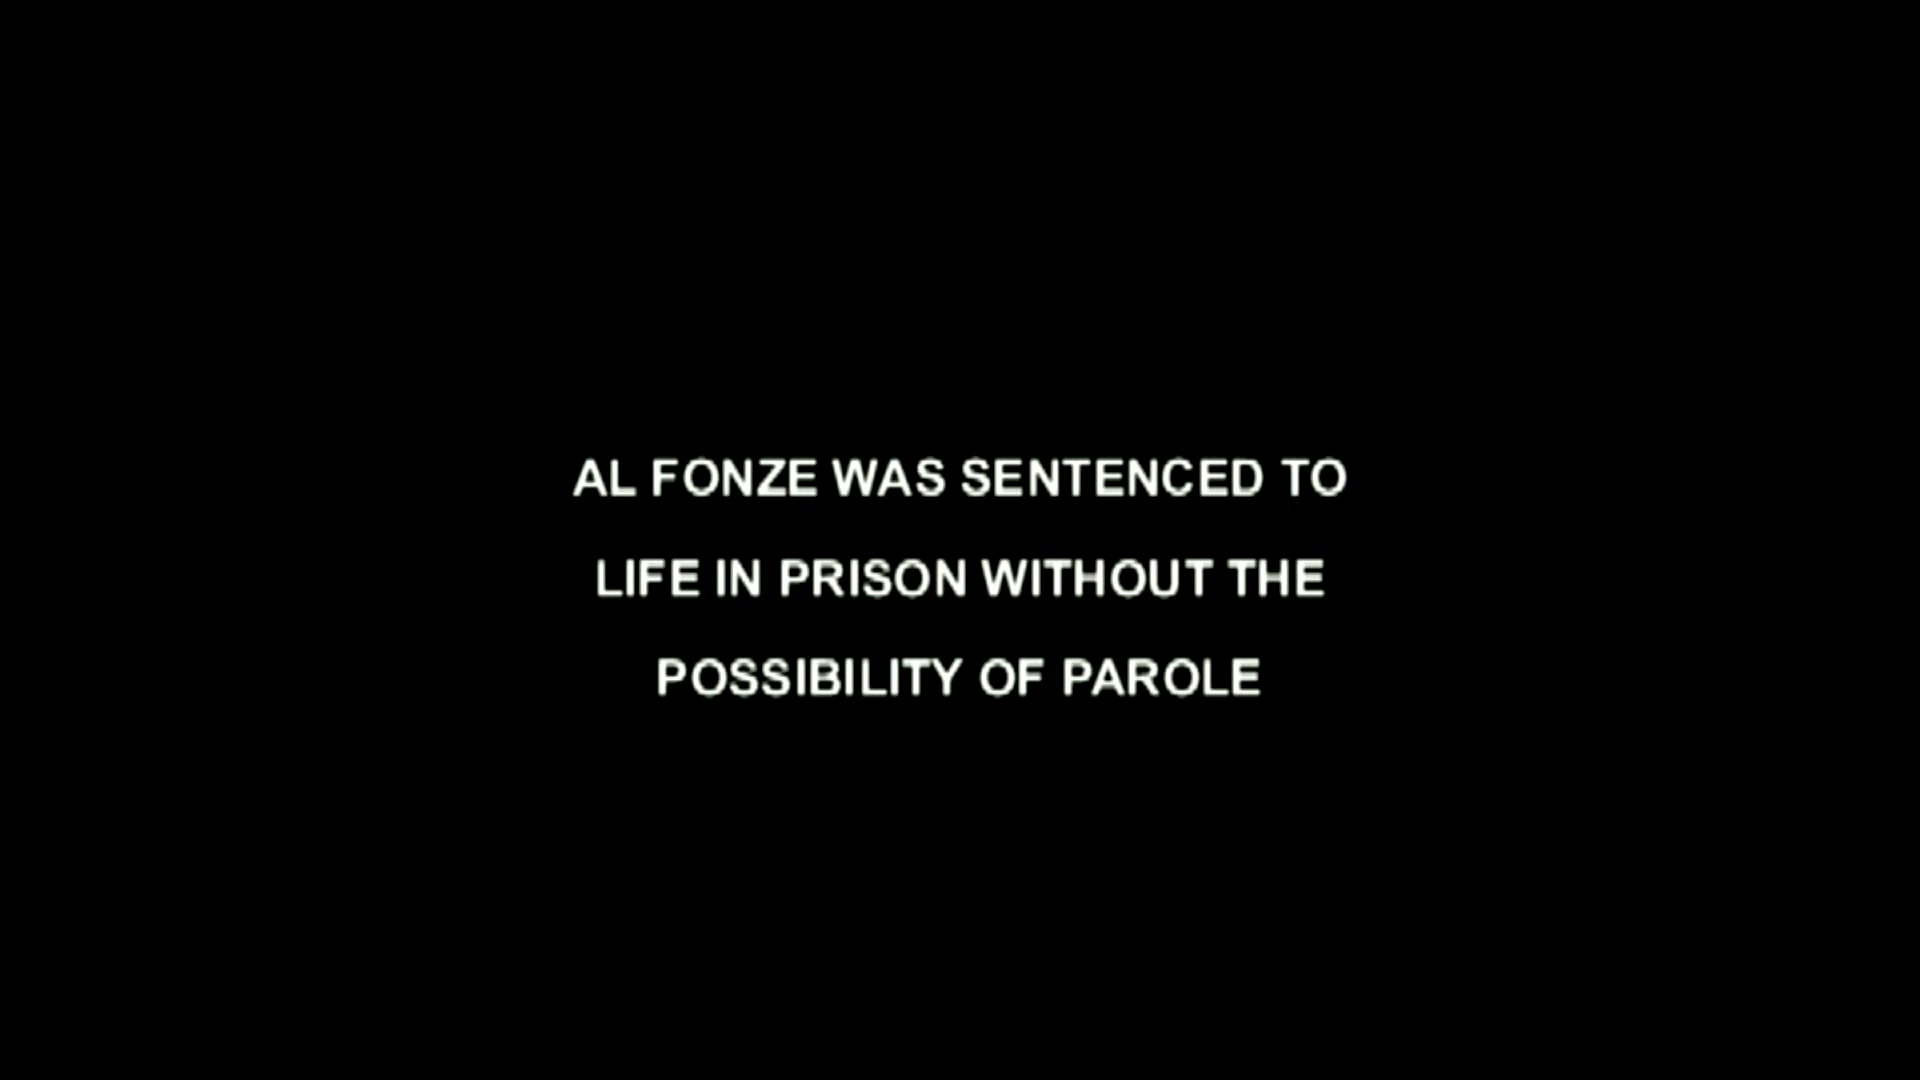 AL FONZE WAS SENTENCED TO
LIFE IN PRISON WITHOUT THE
POSSIBILITY OF PAROLE